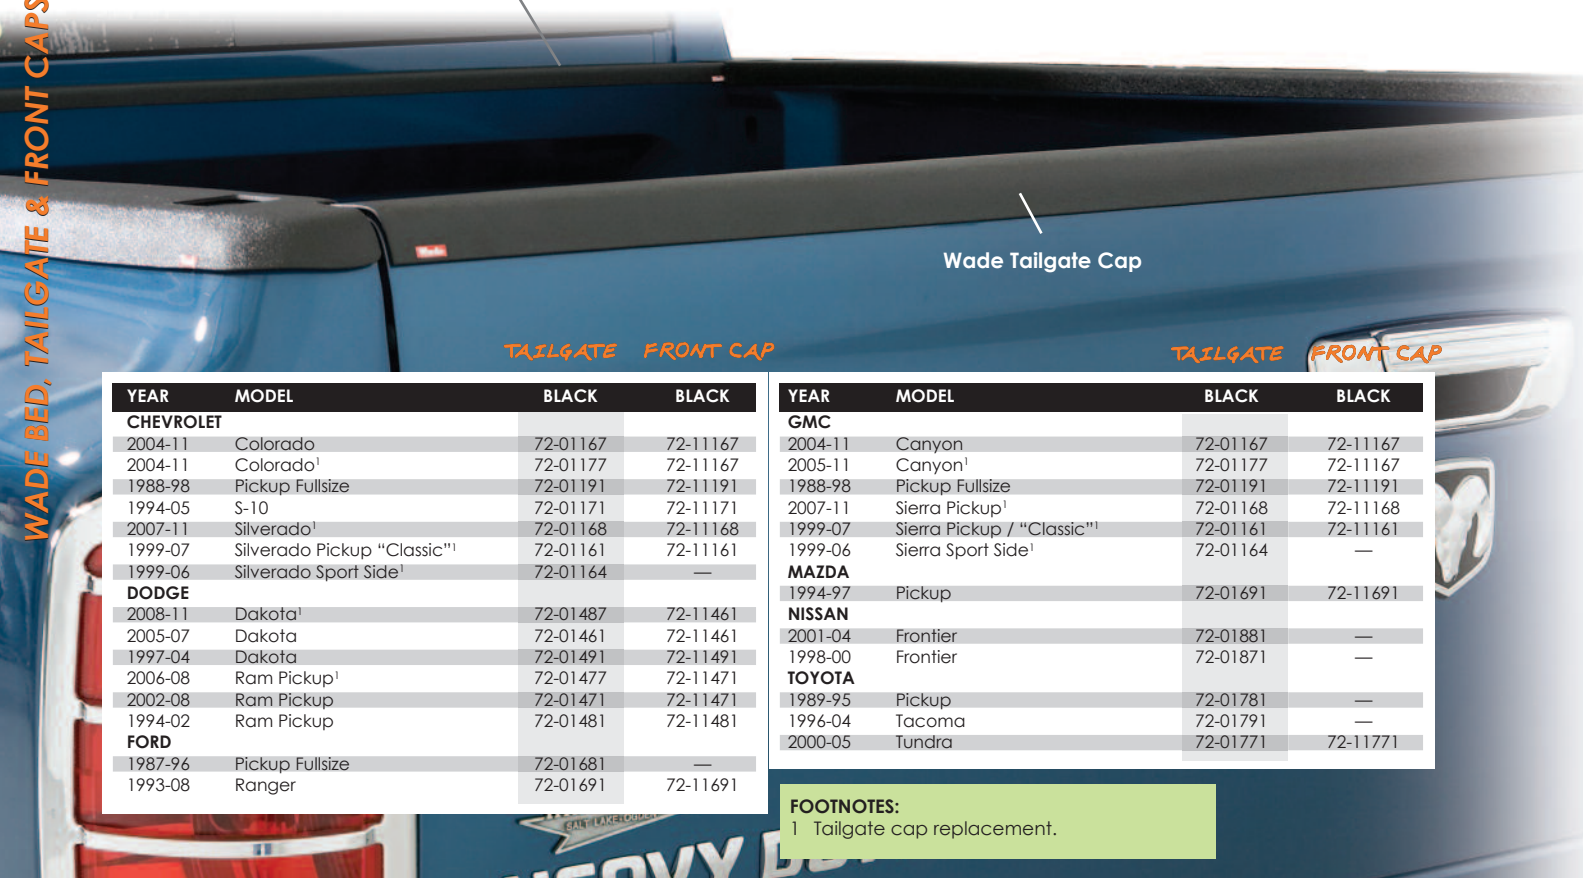 WADE BED, TAILGATE & FRONT CAPS
Wade
Wade Tailgate Cap
TAILGATE FRONT CAP
YEAR MODEL BLACK BLACK
CHEVROLET
2004-11 Colorado 72-01167 72-11167
2004-11 Colorado¹ 72-01177 72-11167
1988-98 Pickup Fullsize 72-01191 72-11191
1994-05 S-10 72-01171 72-11171
2007-11 Silverado¹ 72-01168 72-11168
1999-07 Silverado Pickup “Classic”¹ 72-01161 72-11161
1999-06 Silverado Sport Side¹ 72-01164 —
DODGE
2008-11 Dakota¹ 72-01487 72-11461
2005-07 Dakota 72-01461 72-11461
1997-04 Dakota 72-01491 72-11491
2006-08 Ram Pickup¹ 72-01477 72-11471
2002-08 Ram Pickup 72-01471 72-11471
1994-02 Ram Pickup 72-01481 72-11481
FORD
1987-96 Pickup Fullsize 72-01681 —
1993-08 Ranger 72-01691 72-11691
TAILGATE FRONT CAP
YEAR MODEL BLACK BLACK
GMC
2004-11 Canyon 72-01167 72-11167
2005-11 Canyon¹ 72-01177 72-11167
1988-98 Pickup Fullsize 72-01191 72-11191
2007-11 Sierra Pickup¹ 72-01168 72-11168
1999-07 Sierra Pickup / “Classic”¹ 72-01161 72-11161
1999-06 Sierra Sport Side¹ 72-01164 —
MAZDA
1994-97 Pickup 72-01691 72-11691
NISSAN
2001-04 Frontier 72-01881 —
1998-00 Frontier 72-01871 —
TOYOTA
1989-95 Pickup 72-01781 —
1996-04 Tacoma 72-01791 —
2000-05 Tundra 72-01771 72-11771
FOOTNOTES:
1 Tailgate cap replacement.
SALT LAKE-OGDEN